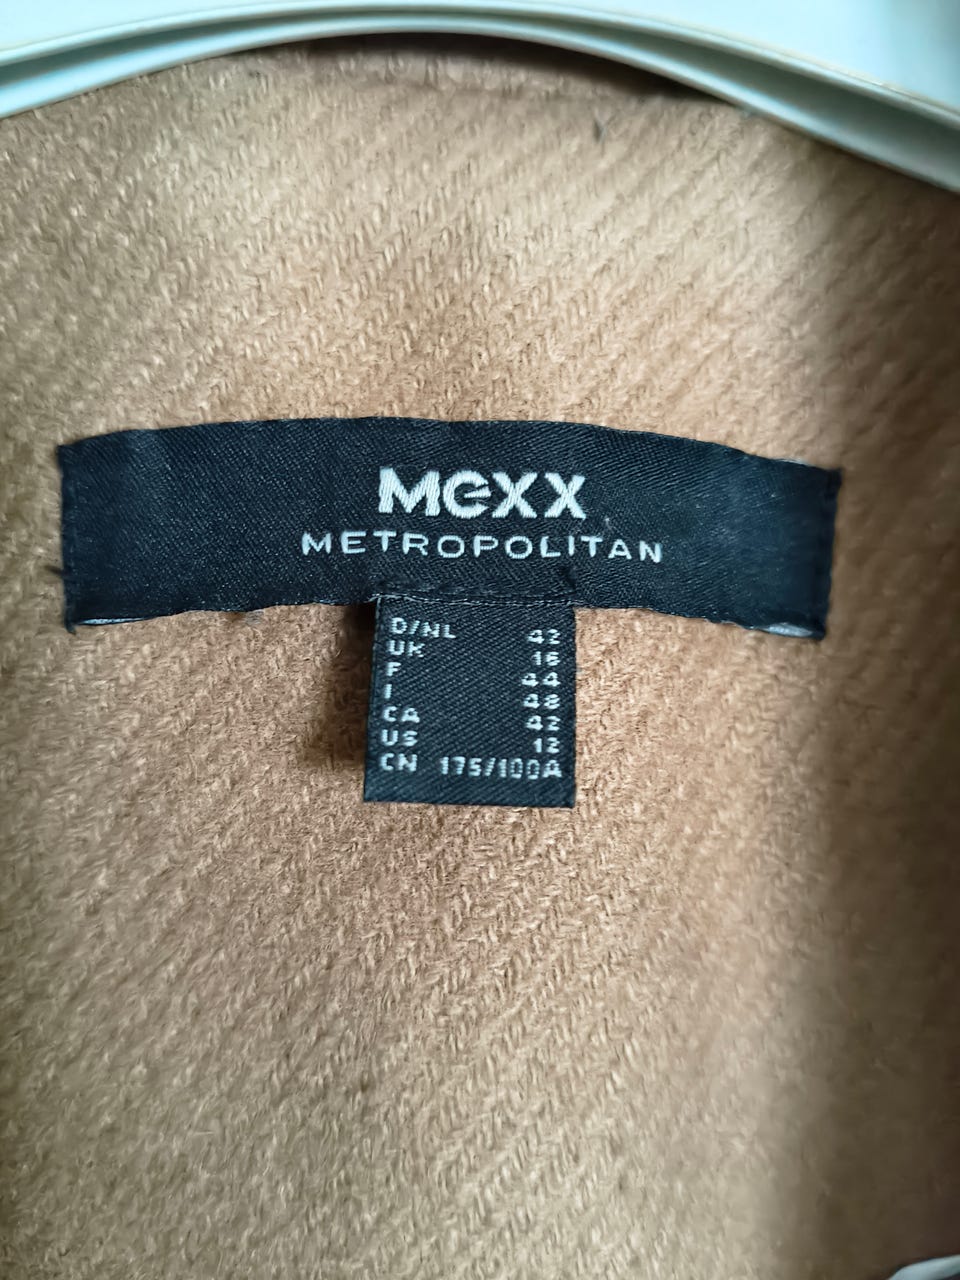 MEXX
METROPOLITAN
D/NL 42
UK 16
F 44
I 48
CA 42
US 12
CN 175/100A